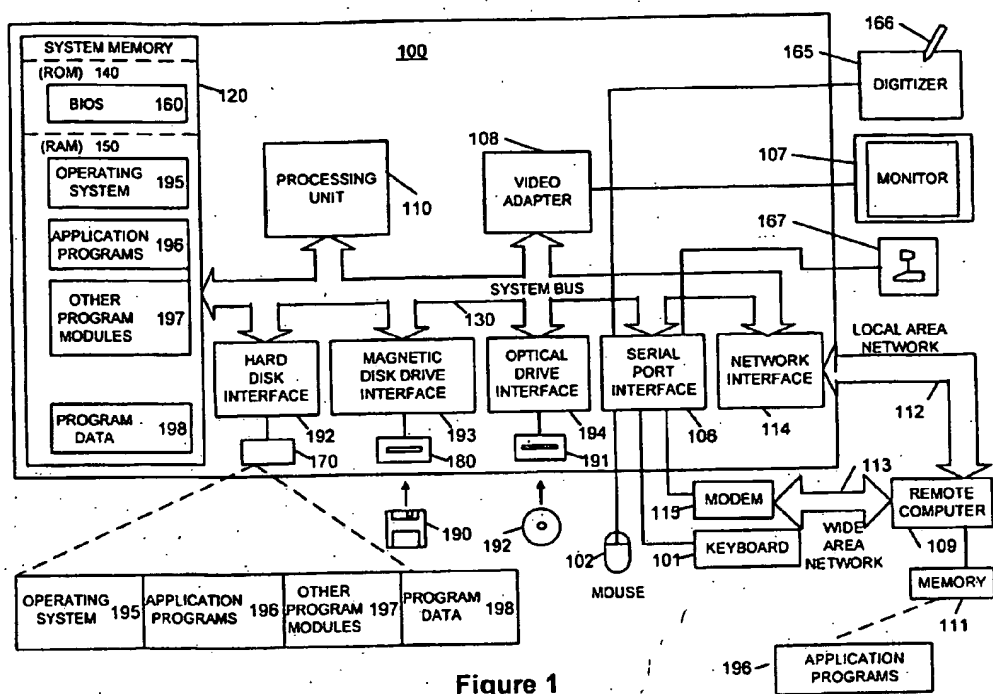 SYSTEM MEMORY
(ROM) 140
BIOS 160
120
(RAM) 150
OPERATING SYSTEM 195
APPLICATION PROGRAMS 196
OTHER PROGRAM MODULES 197
PROGRAM DATA 198
100
PROCESSING UNIT
110
108
VIDEO ADAPTER
166
165
DIGITIZER
107
MONITOR
167
SYSTEM BUS
130
HARD DISK INTERFACE
192
MAGNETIC DISK DRIVE INTERFACE
193
OPTICAL DRIVE INTERFACE
194
SERIAL PORT INTERFACE
106
NETWORK INTERFACE
114
LOCAL AREA NETWORK
112
170
180
191
190
192
102
MOUSE
115
MODEM
101
KEYBOARD
113
WIDE AREA NETWORK
REMOTE COMPUTER
109
MEMORY
111
OPERATING SYSTEM 195
APPLICATION PROGRAMS 196
OTHER PROGRAM MODULES 197
PROGRAM DATA 198
196
APPLICATION PROGRAMS
Figure 1